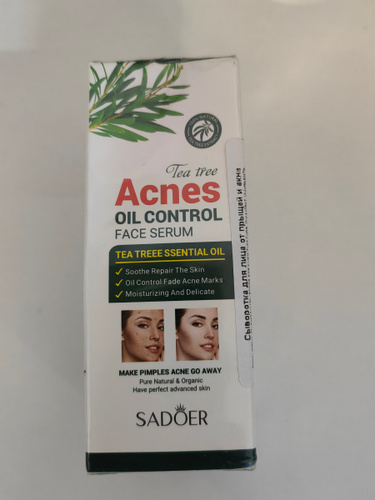 Tea tree
Acnes
OIL CONTROL
FACE SERUM
TEA TREEE SSENTIAL OIL
Soothe Repair The Skin
Oil Control Fade Acne Marks
Moisturizing And Delicate
MAKE PIMPLES ACNE GO AWAY
Pure Natural & Organic
Have perfect advanced skin
SADOER
Сыворотка для лица от прыщей и акне